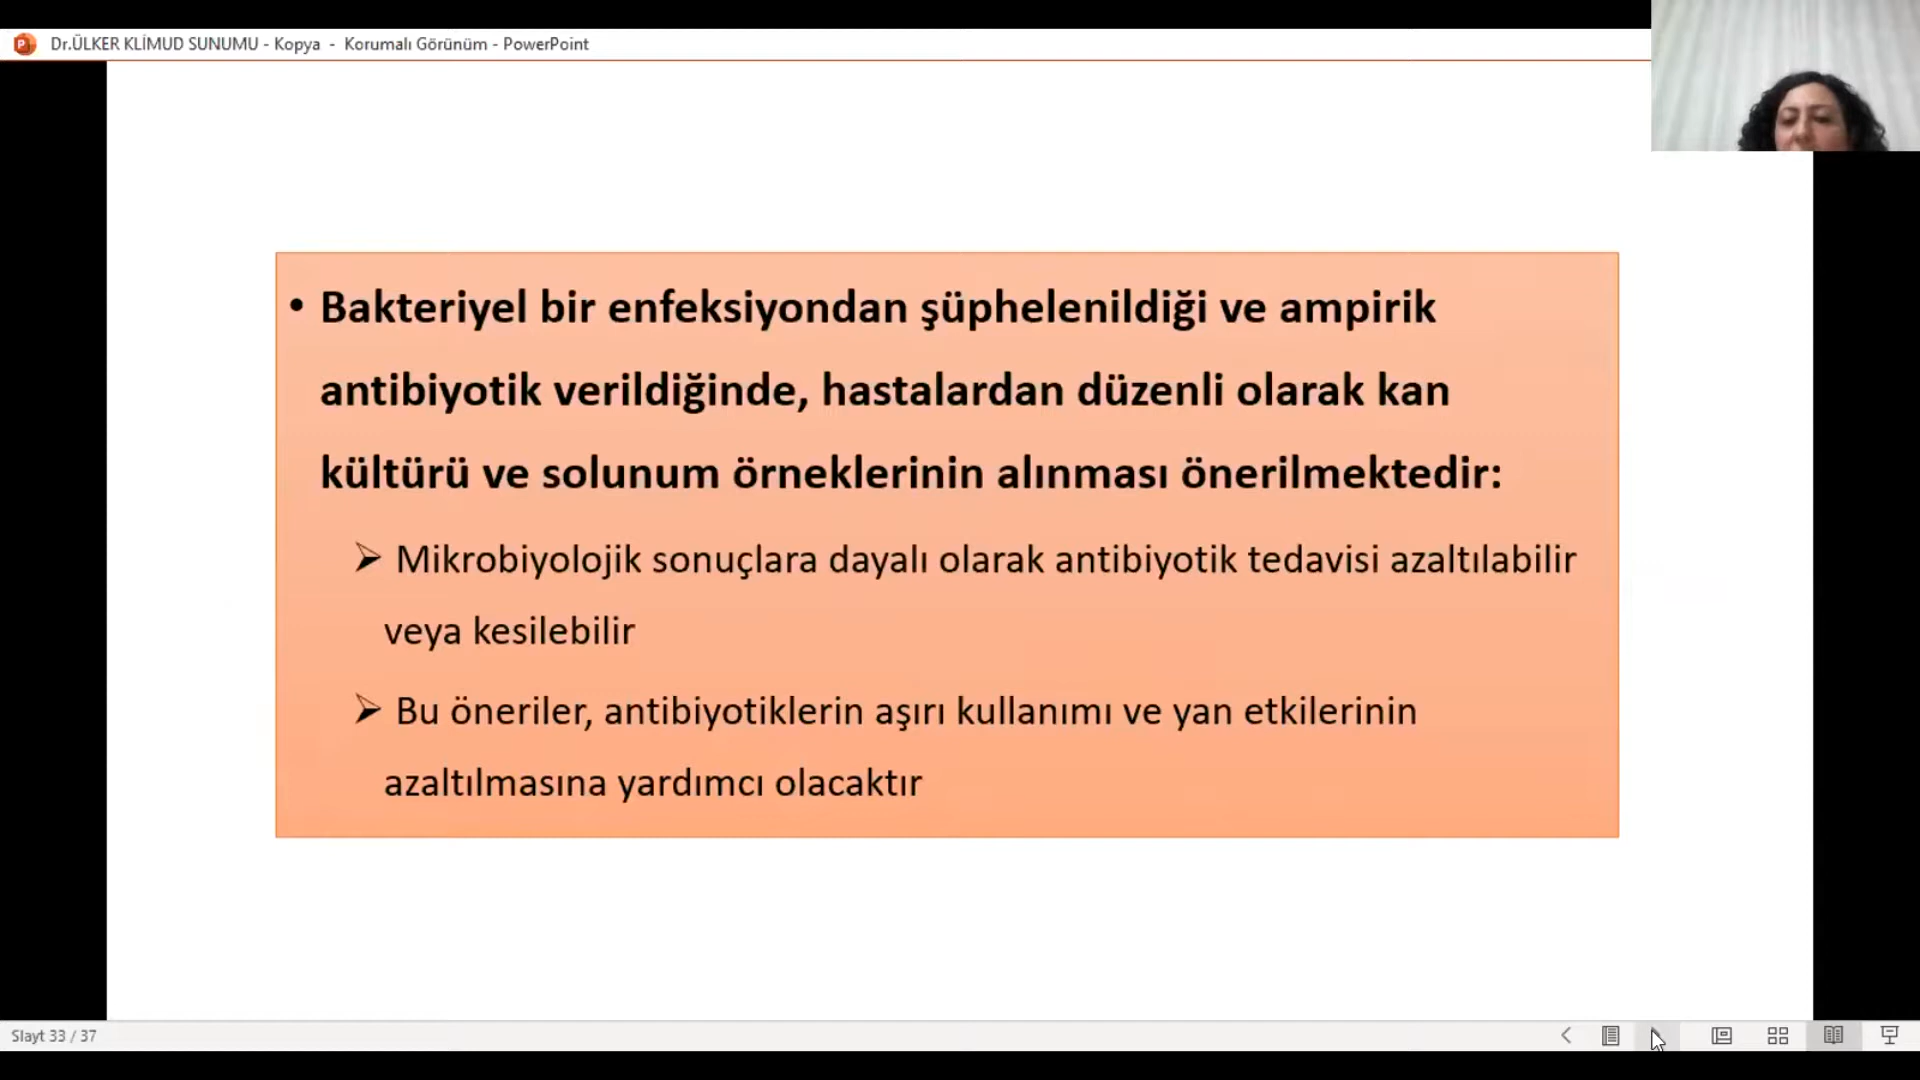 Dr.ÜLKER KLİMUD SUNUMU - Kopya - Korumalı Görünüm - PowerPoint
• Bakteriyel bir enfeksiyondan şüphelenildiği ve ampirik
antibiyotik verildiğinde, hastalardan düzenli olarak kan
kültürü ve solunum örneklerinin alınması önerilmektedir:
➢ Mikrobiyolojik sonuçlara dayalı olarak antibiyotik tedavisi azaltılabilir
veya kesilebilir
➢ Bu öneriler, antibiyotiklerin aşırı kullanımı ve yan etkilerinin
azaltılmasına yardımcı olacaktır
Slayt 33 / 37